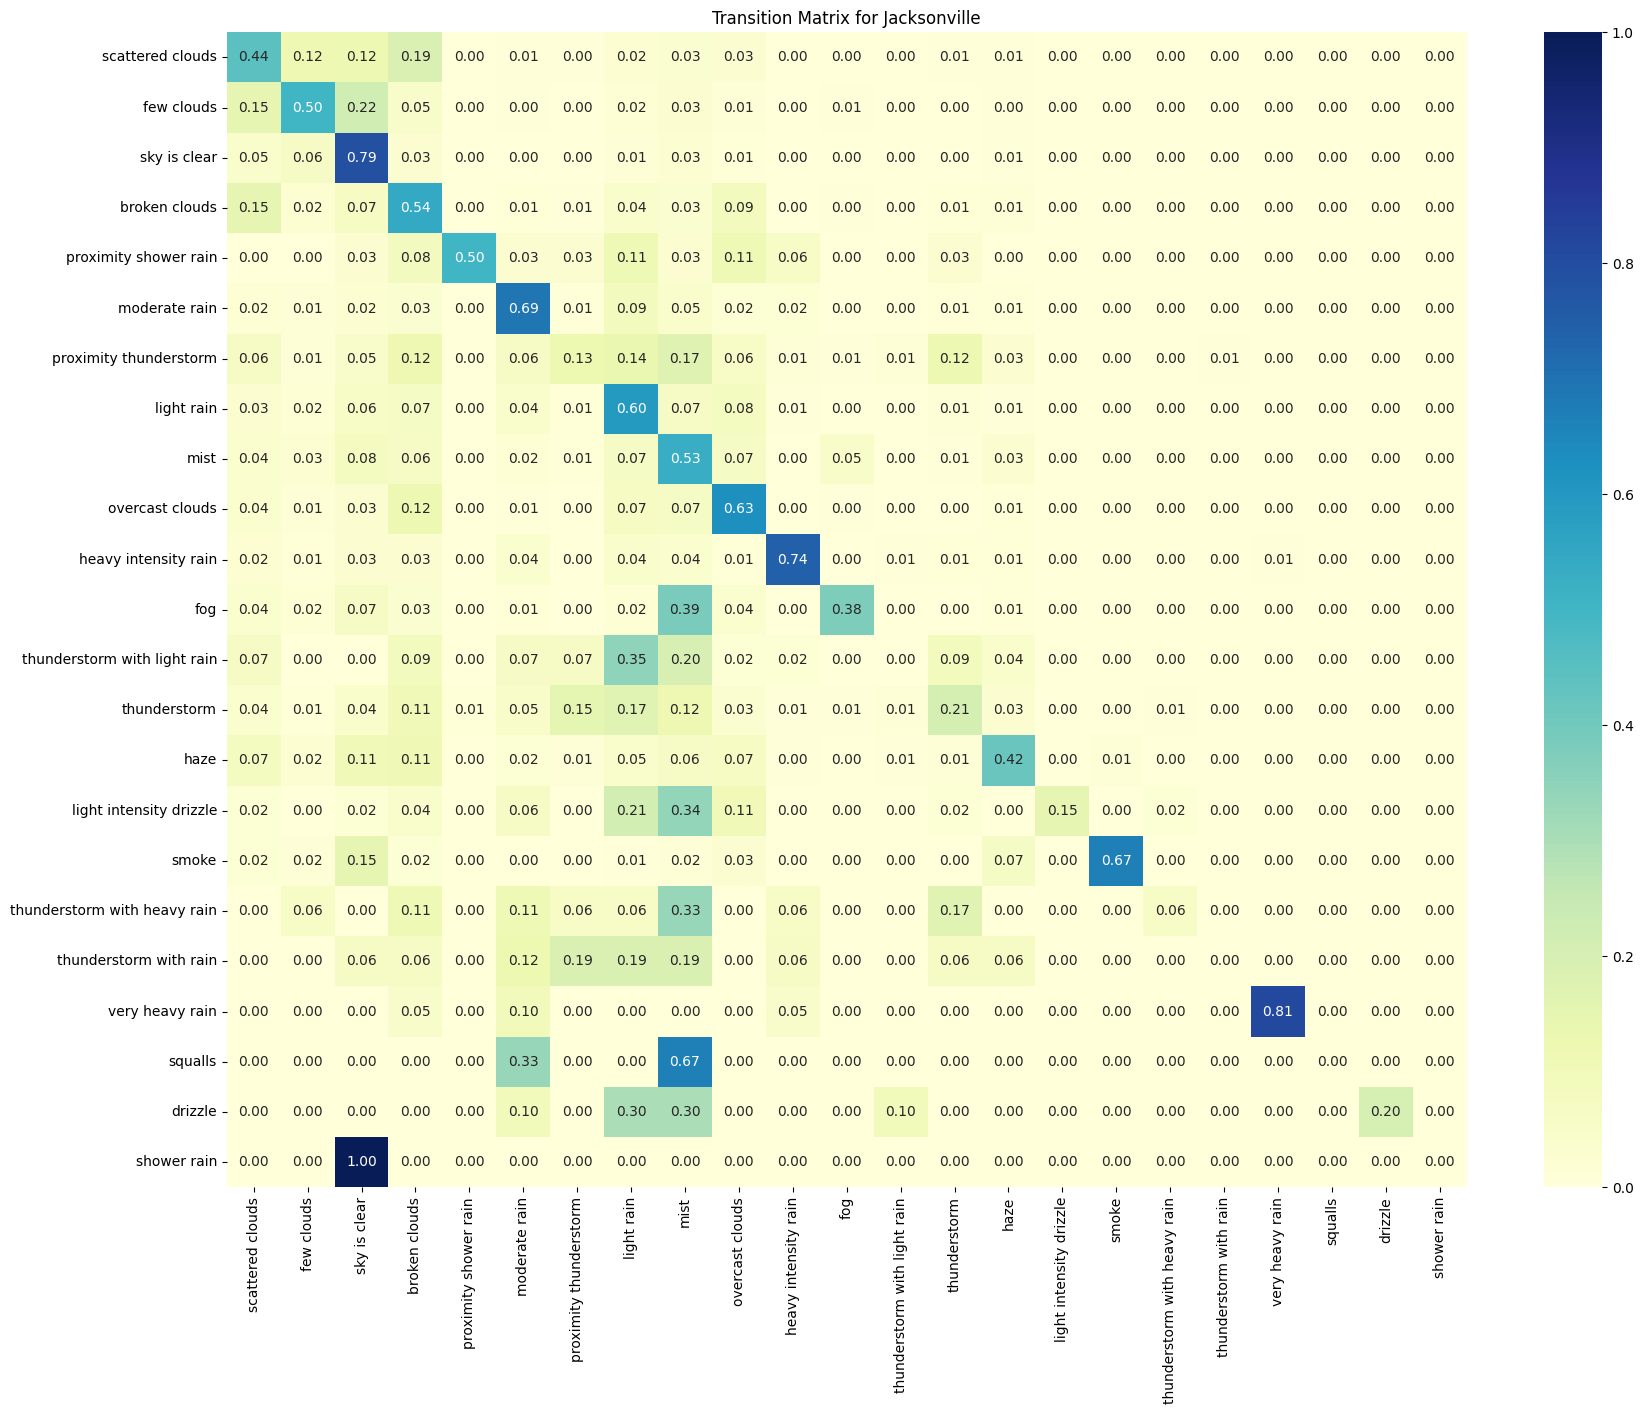 Transition Matrix for Jacksonville
scattered clouds 0.44 0.12 0.12 0.19 0.00 0.01 0.00 0.02 0.03 0.03 0.00 0.00 0.00 0.01 0.01 0.00 0.00 0.00 0.00 0.00 0.00 0.00 0.00
few clouds 0.15 0.50 0.22 0.05 0.00 0.00 0.00 0.02 0.03 0.01 0.00 0.01 0.00 0.00 0.00 0.00 0.00 0.00 0.00 0.00 0.00 0.00 0.00
sky is clear 0.05 0.06 0.79 0.03 0.00 0.00 0.00 0.01 0.03 0.01 0.00 0.00 0.00 0.00 0.01 0.00 0.00 0.00 0.00 0.00 0.00 0.00 0.00
broken clouds 0.15 0.02 0.07 0.54 0.00 0.01 0.01 0.04 0.03 0.09 0.00 0.00 0.00 0.01 0.01 0.00 0.00 0.00 0.00 0.00 0.00 0.00 0.00
proximity shower rain 0.00 0.00 0.03 0.08 0.50 0.03 0.03 0.11 0.03 0.11 0.06 0.00 0.00 0.03 0.00 0.00 0.00 0.00 0.00 0.00 0.00 0.00 0.00
moderate rain 0.02 0.01 0.02 0.03 0.00 0.69 0.01 0.09 0.05 0.02 0.02 0.00 0.00 0.01 0.01 0.00 0.00 0.00 0.00 0.00 0.00 0.00 0.00
proximity thunderstorm 0.06 0.01 0.05 0.12 0.00 0.06 0.13 0.14 0.17 0.06 0.01 0.01 0.01 0.12 0.03 0.00 0.00 0.00 0.01 0.00 0.00 0.00 0.00
light rain 0.03 0.02 0.06 0.07 0.00 0.04 0.01 0.60 0.07 0.08 0.01 0.00 0.00 0.01 0.01 0.00 0.00 0.00 0.00 0.00 0.00 0.00 0.00
mist 0.04 0.03 0.08 0.06 0.00 0.02 0.01 0.07 0.53 0.07 0.00 0.05 0.00 0.01 0.03 0.00 0.00 0.00 0.00 0.00 0.00 0.00 0.00
overcast clouds 0.04 0.01 0.03 0.12 0.00 0.01 0.00 0.07 0.07 0.63 0.00 0.00 0.00 0.00 0.01 0.00 0.00 0.00 0.00 0.00 0.00 0.00 0.00
heavy intensity rain 0.02 0.01 0.03 0.03 0.00 0.04 0.00 0.04 0.04 0.01 0.74 0.00 0.01 0.01 0.01 0.00 0.00 0.00 0.00 0.01 0.00 0.00 0.00
fog 0.04 0.02 0.07 0.03 0.00 0.01 0.00 0.02 0.39 0.04 0.00 0.38 0.00 0.00 0.01 0.00 0.00 0.00 0.00 0.00 0.00 0.00 0.00
thunderstorm with light rain 0.07 0.00 0.00 0.09 0.00 0.07 0.07 0.35 0.20 0.02 0.02 0.00 0.00 0.09 0.04 0.00 0.00 0.00 0.00 0.00 0.00 0.00 0.00
thunderstorm 0.04 0.01 0.04 0.11 0.01 0.05 0.15 0.17 0.12 0.03 0.01 0.01 0.01 0.21 0.03 0.00 0.00 0.01 0.00 0.00 0.00 0.00 0.00
haze 0.07 0.02 0.11 0.11 0.00 0.02 0.01 0.05 0.06 0.07 0.00 0.00 0.01 0.01 0.42 0.00 0.01 0.00 0.00 0.00 0.00 0.00 0.00
light intensity drizzle 0.02 0.00 0.02 0.04 0.00 0.06 0.00 0.21 0.34 0.11 0.00 0.00 0.00 0.02 0.00 0.15 0.00 0.02 0.00 0.00 0.00 0.00 0.00
smoke 0.02 0.02 0.15 0.02 0.00 0.00 0.00 0.01 0.02 0.03 0.00 0.00 0.00 0.00 0.07 0.00 0.67 0.00 0.00 0.00 0.00 0.00 0.00
thunderstorm with heavy rain 0.00 0.06 0.00 0.11 0.00 0.11 0.06 0.06 0.33 0.00 0.06 0.00 0.00 0.17 0.00 0.00 0.00 0.06 0.00 0.00 0.00 0.00 0.00
thunderstorm with rain 0.00 0.00 0.06 0.06 0.00 0.12 0.19 0.19 0.19 0.00 0.06 0.00 0.00 0.06 0.06 0.00 0.00 0.00 0.00 0.00 0.00 0.00 0.00
very heavy rain 0.00 0.00 0.00 0.05 0.00 0.10 0.00 0.00 0.00 0.00 0.05 0.00 0.00 0.00 0.00 0.00 0.00 0.00 0.00 0.81 0.00 0.00 0.00
squalls 0.00 0.00 0.00 0.00 0.00 0.33 0.00 0.00 0.67 0.00 0.00 0.00 0.00 0.00 0.00 0.00 0.00 0.00 0.00 0.00 0.00 0.00 0.00
drizzle 0.00 0.00 0.00 0.00 0.00 0.10 0.00 0.30 0.30 0.00 0.00 0.00 0.10 0.00 0.00 0.00 0.00 0.00 0.00 0.00 0.00 0.20 0.00
shower rain 0.00 0.00 1.00 0.00 0.00 0.00 0.00 0.00 0.00 0.00 0.00 0.00 0.00 0.00 0.00 0.00 0.00 0.00 0.00 0.00 0.00 0.00 0.00
scattered clouds
few clouds
sky is clear
broken clouds
proximity shower rain
moderate rain
proximity thunderstorm
light rain
mist
overcast clouds
heavy intensity rain
fog
thunderstorm with light rain
thunderstorm
haze
light intensity drizzle
smoke
thunderstorm with heavy rain
thunderstorm with rain
very heavy rain
squalls
drizzle
shower rain
1.0
0.8
0.6
0.4
0.2
0.0